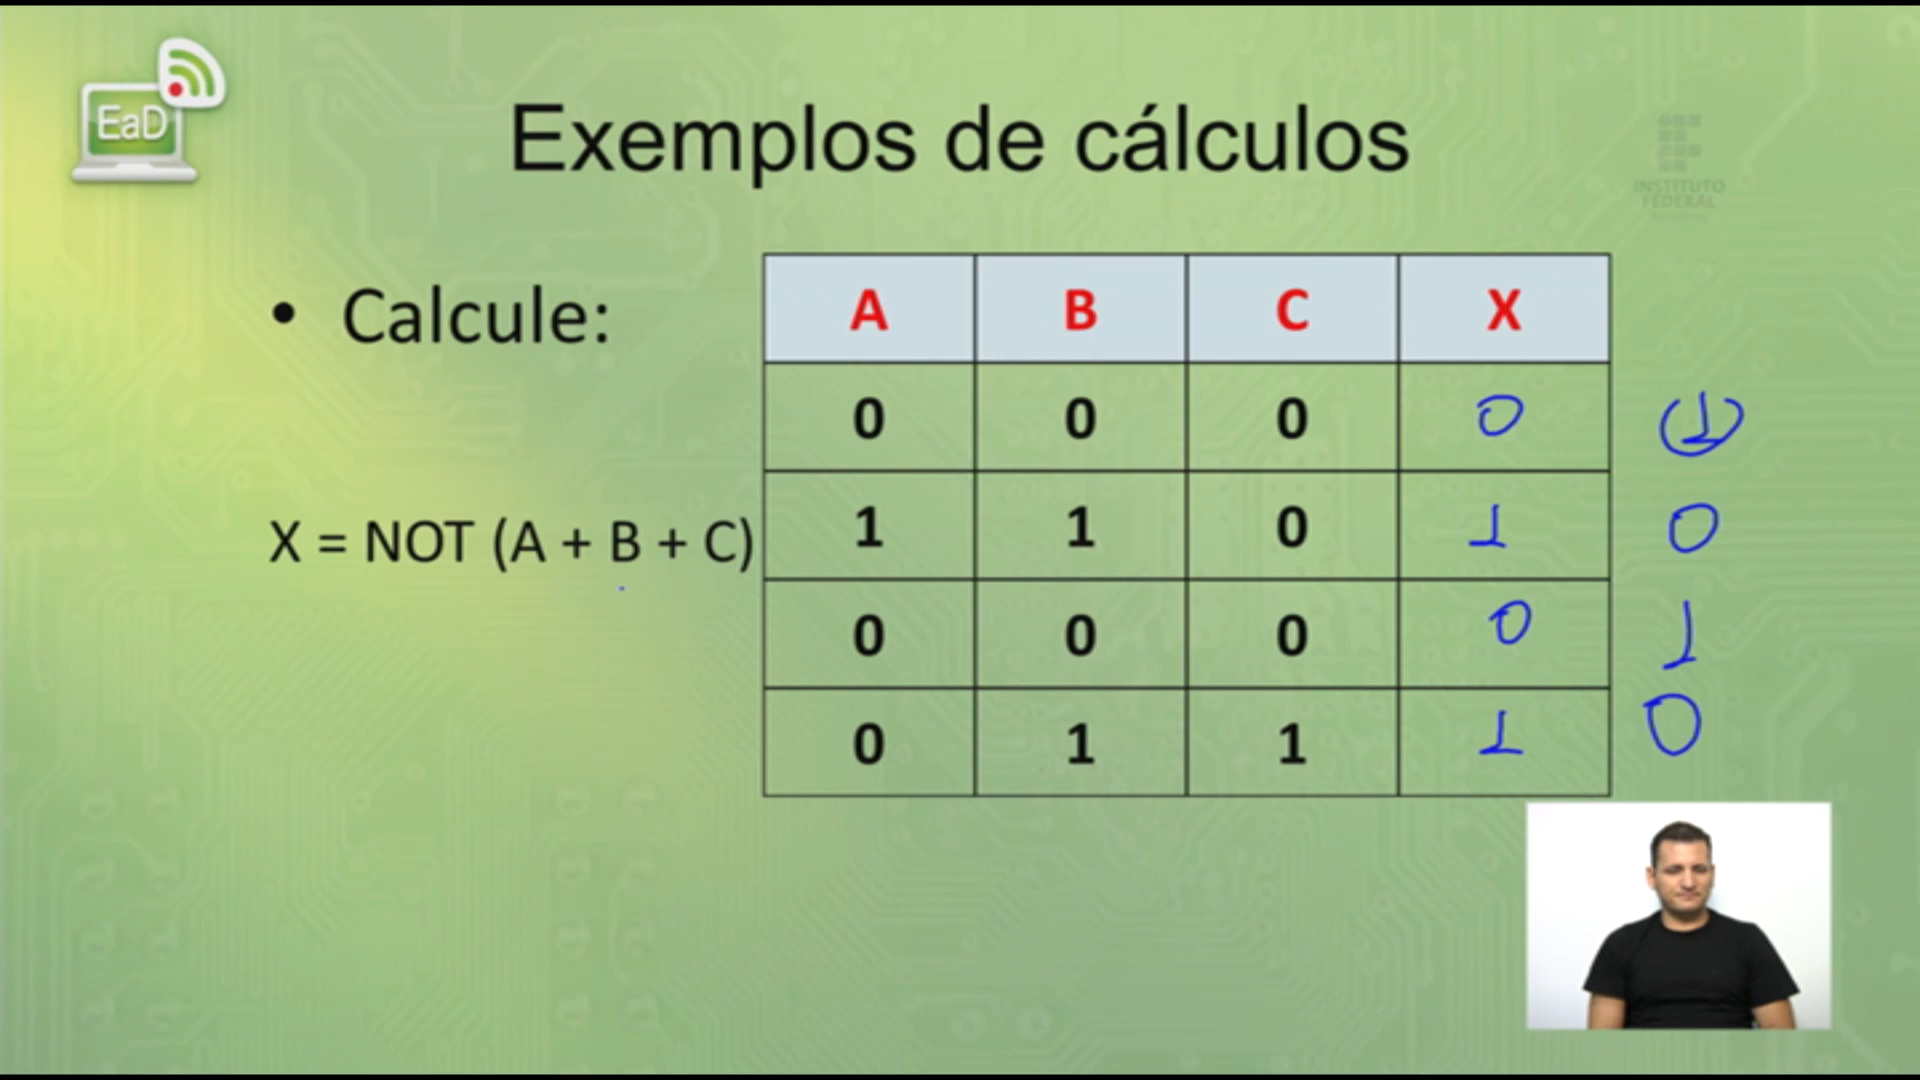 EaD
Exemplos de cálculos
INSTITUTO
FEDERAL
• Calcule:
X = NOT (A + B + C)
A B C X
0 0 0 0 1
1 1 0 1 0
0 0 0 0 1
0 1 1 1 0